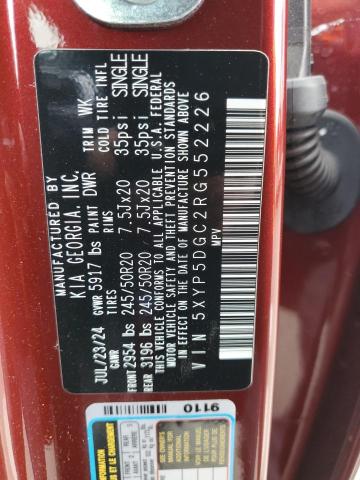 MANUFACTURED BY
KIA GEORGIA, INC.
JUL/23/24 GVWR 5917 lbs PAINT DWR TRIM WK
GAWR RIMS COLD TIRE INFL
FRONT 2954 lbs 245/50R20 7.5Jx20 35psi SINGLE
REAR 3196 lbs 245/50R20 7.5Jx20 35psi SINGLE
THIS VEHICLE CONFORMS TO ALL APPLICABLE U.S.A. FEDERAL
MOTOR VEHICLE SAFETY AND THEFT PREVENTION STANDARDS
IN EFFECT ON THE DATE OF MANUFACTURE SHOWN ABOVE.
VIN 5XYP5DGC2RG552226
MPV
9110